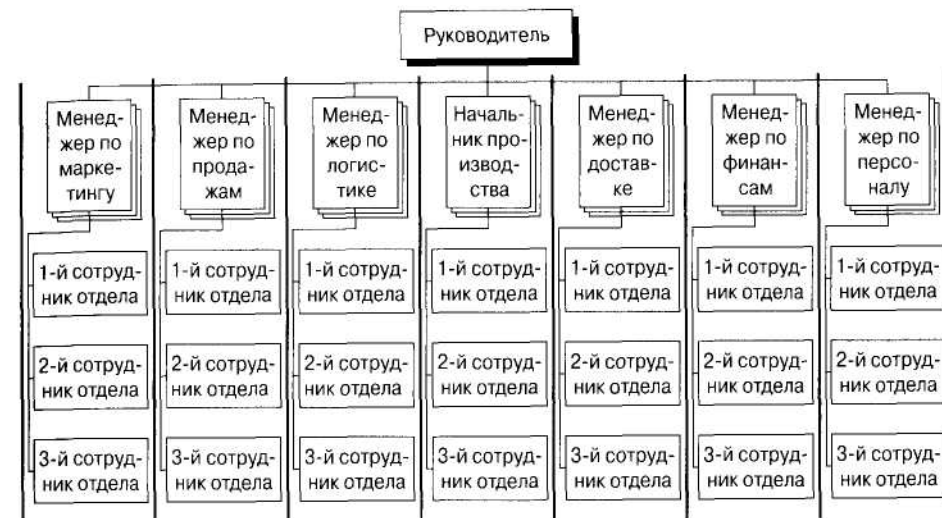 Руководитель
Менед-
жер по
марке-
тингу
Менед-
жер по
прода-
жам
Менед-
жер по
логис-
тике
Началь-
ник про-
извод-
ства
Менед-
жер по
достав-
ке
Менед-
жер по
финан-
сам
Менед-
жер по
персо-
налу
1-й сотруд-
ник отдела
1-й сотруд-
ник отдела
1-й сотруд-
ник отдела
1-й сотруд-
ник отдела
1-й сотруд-
ник отдела
1-й сотруд-
ник отдела
1-й сотруд-
ник отдела
2-й сотруд-
ник отдела
2-й сотруд-
ник отдела
2-й сотруд-
ник отдела
2-й сотруд-
ник отдела
2-й сотруд-
ник отдела
2-й сотруд-
ник отдела
2-й сотруд-
ник отдела
3-й сотруд-
ник отдела
3-й сотруд-
ник отдела
3-й сотруд-
ник отдела
3-й сотруд-
ник отдела
3-й сотруд-
ник отдела
3-й сотруд-
ник отдела
3-й сотруд-
ник отдела